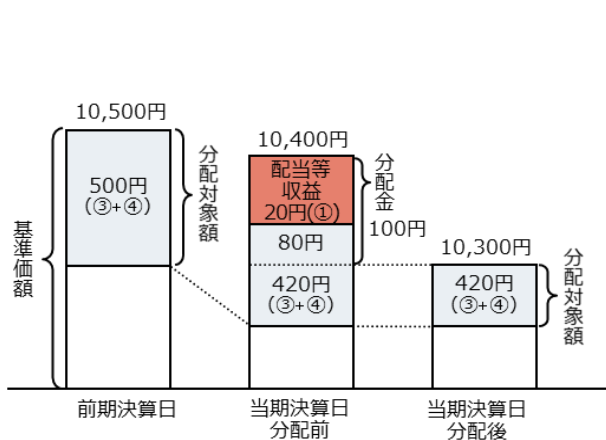 10,500円
500円
(③+④)
分配対象額
基準価額
前期決算日
10,400円
配当等
収益
20円(①)
80円
420円
(③+④)
分配金
100円
当期決算日
分配前
10,300円
420円
(③+④)
分配対象額
当期決算日
分配後